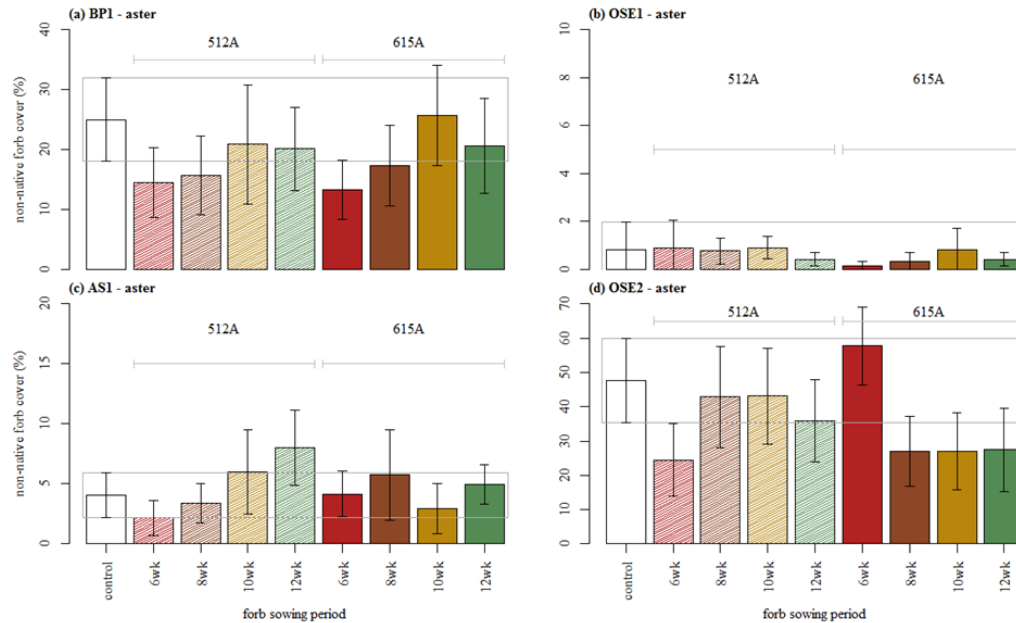 (a) BP1 - aster
non-native forb cover (%)
0 10 20 30 40
512A 615A
(b) OSE1 - aster
0 2 4 6 8 10
512A 615A
(c) AS1 - aster
non-native forb cover (%)
0 5 10 15 20
512A 615A
control 6wk 8wk 10wk 12wk 6wk 8wk 10wk 12wk
forb sowing period
(d) OSE2 - aster
0 10 20 30 40 50 60 70
512A 615A
control 6wk 8wk 10wk 12wk 6wk 8wk 10wk 12wk
forb sowing period